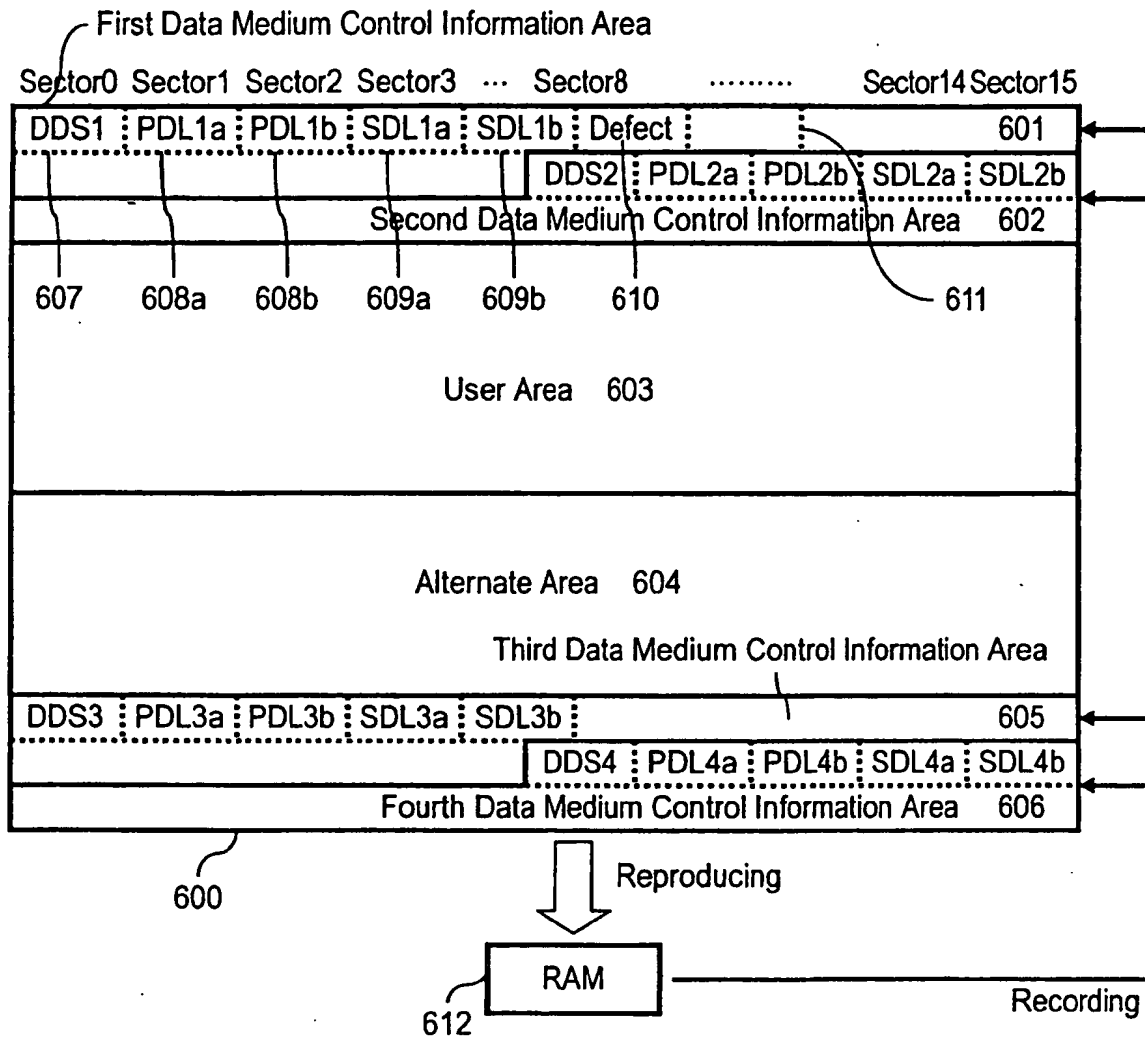 First Data Medium Control Information Area
Sector0 Sector1 Sector2 Sector3 ... Sector8 ......... Sector14 Sector15
DDS1 PDL1a PDL1b SDL1a SDL1b Defect 601
DDS2 PDL2a PDL2b SDL2a SDL2b
Second Data Medium Control Information Area 602
607 608a 608b 609a 609b 610 611
User Area 603
Alternate Area 604
Third Data Medium Control Information Area
DDS3 PDL3a PDL3b SDL3a SDL3b 605
DDS4 PDL4a PDL4b SDL4a SDL4b
Fourth Data Medium Control Information Area 606
600
Reproducing
RAM
612
Recording